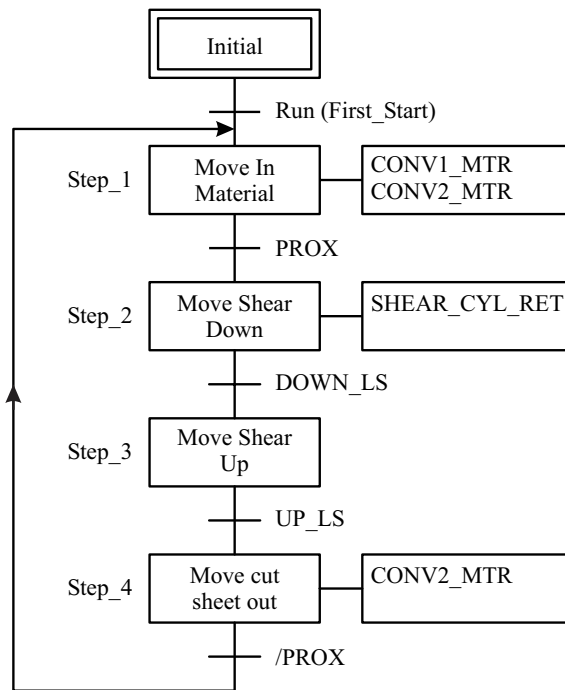 Initial
Run (First_Start)
Step_1
Move In
Material
CONV1_MTR
CONV2_MTR
PROX
Step_2
Move Shear
Down
SHEAR_CYL_RET
DOWN_LS
Step_3
Move Shear
Up
UP_LS
Step_4
Move cut
sheet out
CONV2_MTR
/PROX